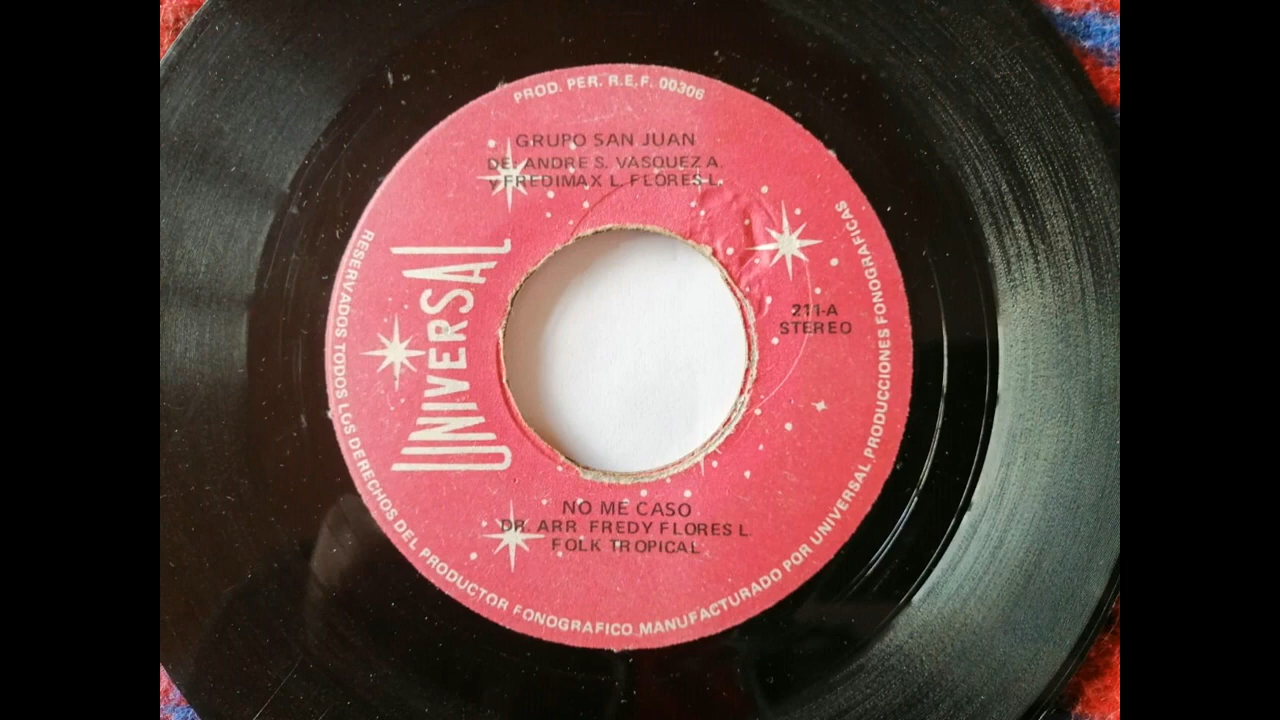 PROD. PER. R.E.F. 00306
GRUPO SAN JUAN
DE: ANDRE S. VASQUEZ A.
y FREDIMAX L. FLORES L.
UNIVERSAL
211-A
STEREO
NO ME CASO
DR. ARR. FREDY FLORES L.
FOLK TROPICAL
RESERVADOS TODOS LOS DERECHOS DEL PRODUCTOR FONOGRAFICO MANUFACTURADO POR UNIVERSAL PRODUCCIONES FONOGRAFICAS